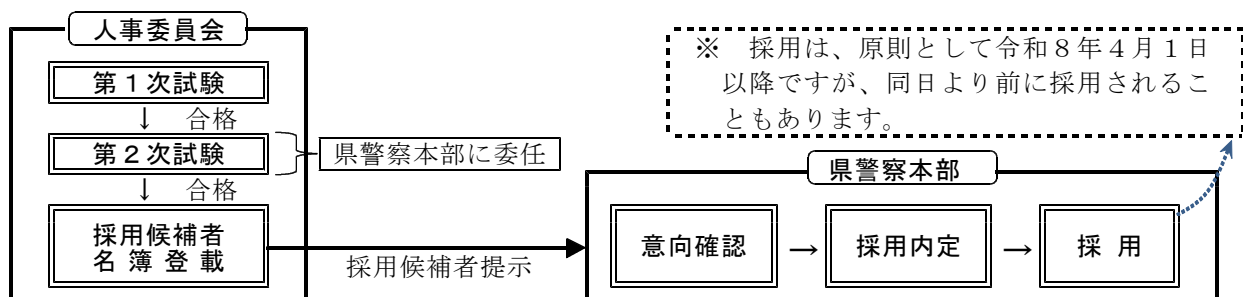 人事委員会
第１次試験
↓ 合格
第２次試験
県警察本部に委任
↓ 合格
採用候補者
名簿登載
採用候補者提示
※ 採用は、原則として令和８年４月１日
以降ですが、同日より前に採用されるこ
ともあります。
県警察本部
意向確認 → 採用内定 → 採用